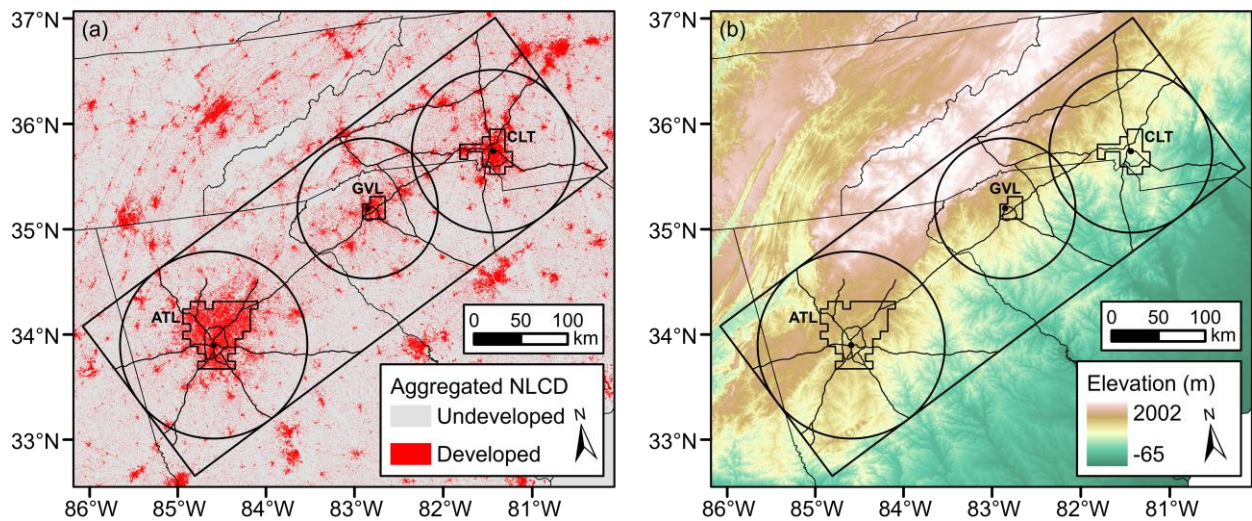 (a)
37°N
36°N
35°N
34°N
33°N
86°W 85°W 84°W 83°W 82°W 81°W
CLT
GVL
ATL
0 50 100
km
Aggregated NLCD
Undeveloped
Developed
N
(b)
37°N
36°N
35°N
34°N
33°N
86°W 85°W 84°W 83°W 82°W 81°W
CLT
GVL
ATL
0 50 100
km
Elevation (m)
2002
-65
N